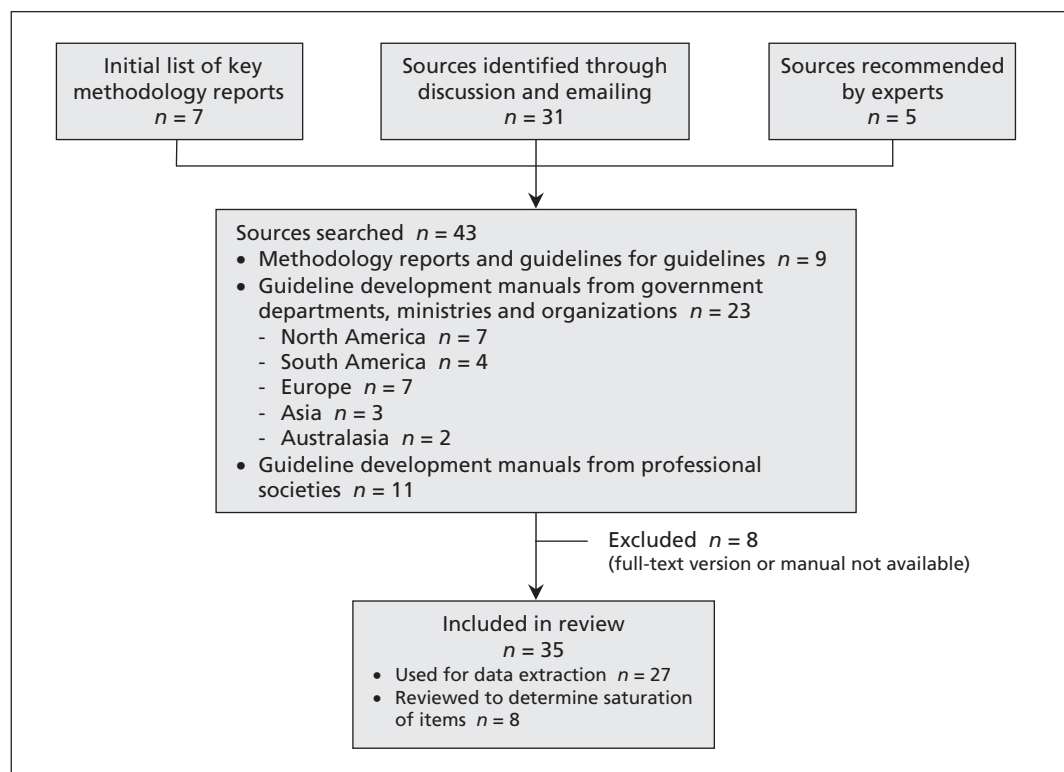 Initial list of key
methodology reports
n = 7
Sources identified through
discussion and emailing
n = 31
Sources recommended
by experts
n = 5
Sources searched n = 43
• Methodology reports and guidelines for guidelines n = 9
• Guideline development manuals from government
departments, ministries and organizations n = 23
- North America n = 7
- South America n = 4
- Europe n = 7
- Asia n = 3
- Australasia n = 2
• Guideline development manuals from professional
societies n = 11
Excluded n = 8
(full-text version or manual not available)
Included in review
n = 35
• Used for data extraction n = 27
• Reviewed to determine saturation
of items n = 8